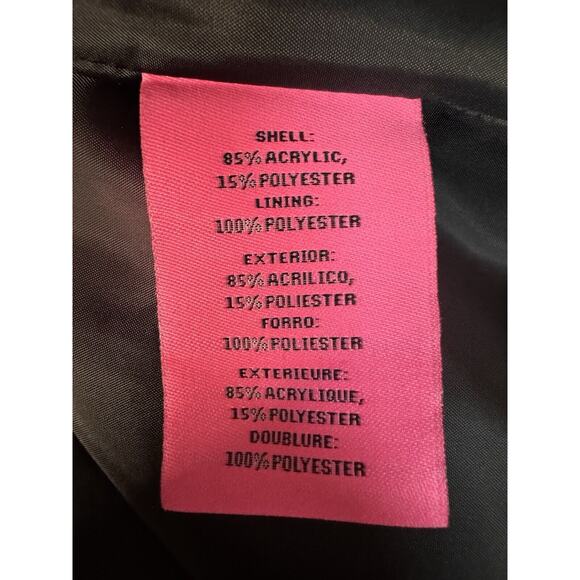 SHELL:
85% ACRYLIC,
15% POLYESTER
LINING:
100% POLYESTER
EXTERIOR:
85% ACRILICO,
15% POLIESTER
FORRO:
100% POLIESTER
EXTERIEURE:
85% ACRYLIQUE,
15% POLYESTER
DOUBLURE:
100% POLYESTER